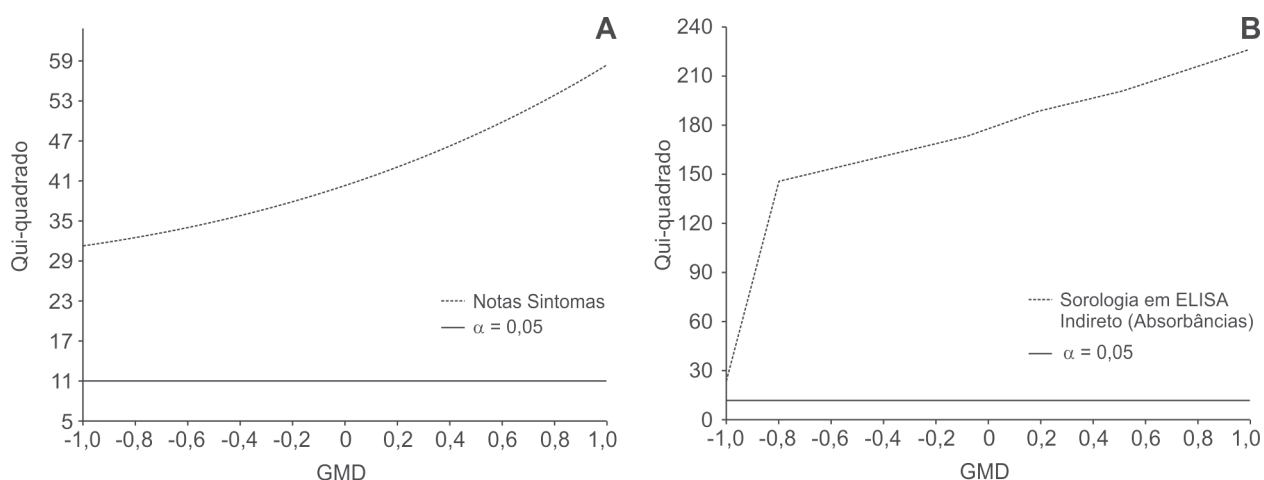 A
Qui-quadrado
59
53
47
41
35
29
23
17
11
5
-1,0 -0,8 -0,6 -0,4 -0,2 0 0,2 0,4 0,6 0,8 1,0
GMD
Notas Sintomas
α = 0,05
B
Qui-quadrado
240
210
180
150
120
90
60
30
0
-1,0 -0,8 -0,6 -0,4 -0,2 0 0,2 0,4 0,6 0,8 1,0
GMD
Sorologia em ELISA
Indireto (Absorbâncias)
α = 0,05